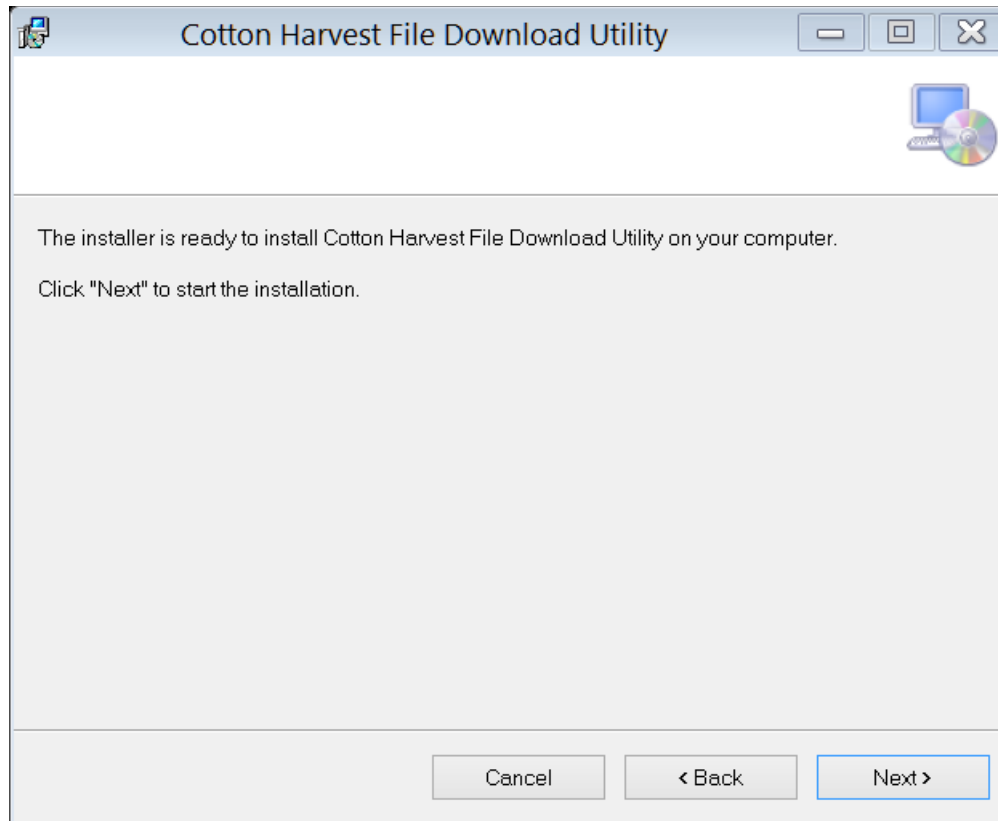 Cotton Harvest File Download Utility
The installer is ready to install Cotton Harvest File Download Utility on your computer.
Click "Next" to start the installation.
Cancel
< Back
Next >